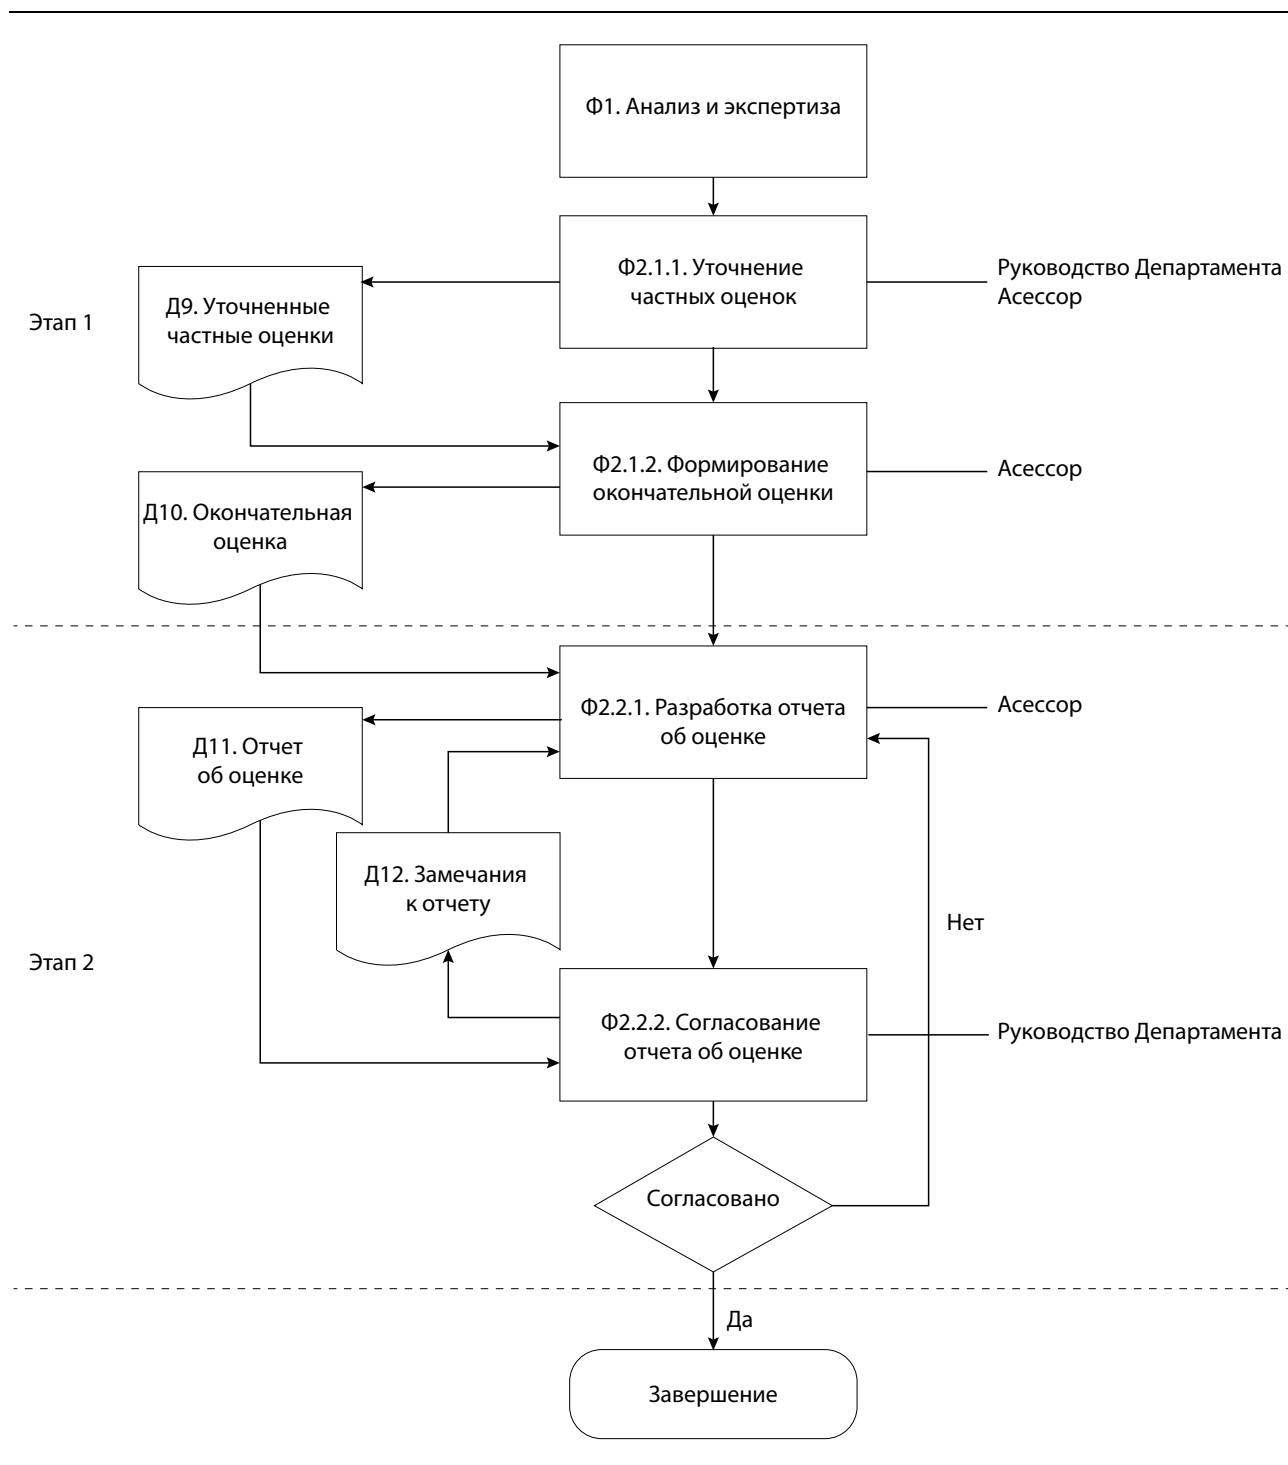 Ф1. Анализ и экспертиза
Ф2.1.1. Уточнение
частных оценок
Руководство Департамента
Асессор
Д9. Уточненные
частные оценки
Этап 1
Ф2.1.2. Формирование
окончательной оценки
Асессор
Д10. Окончательная
оценка
Ф2.2.1. Разработка отчета
об оценке
Асессор
Д11. Отчет
об оценке
Д12. Замечания
к отчету
Нет
Этап 2
Ф2.2.2. Согласование
отчета об оценке
Руководство Департамента
Согласовано
Да
Завершение